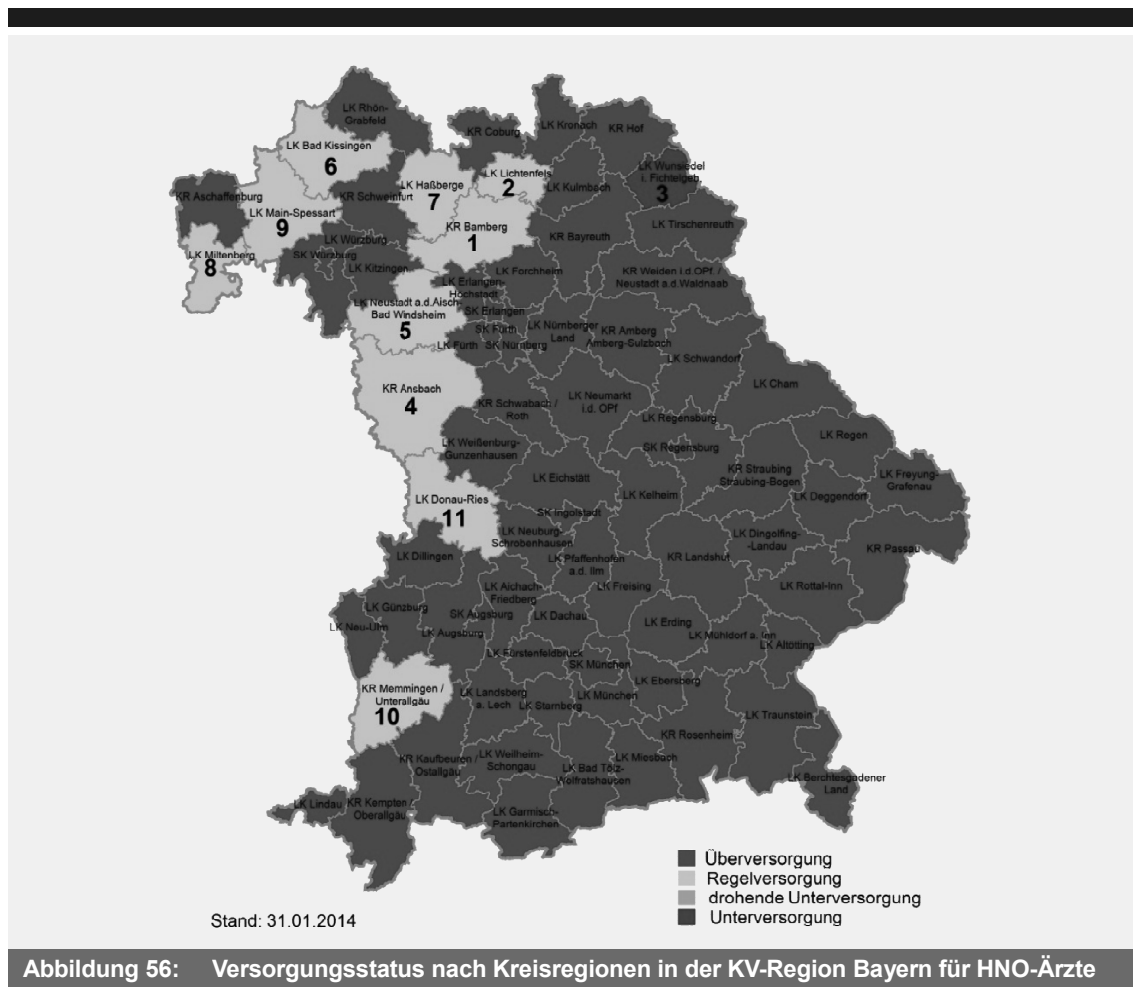 LK Rhön-
Grabfeld
KR Coburg
LK Kronach
KR Hof
LK Bad Kissingen
6
LK Wunsiedel
i. Fichtelgeb.
3
LK Lichtenfels
2
LK Haßberge
7
LK Kulmbach
KR Aschaffenburg
KR Schweinfurt
LK Main-Spessart
9
KR Bamberg
1
LK Tirschenreuth
KR Bayreuth
LK Würzburg
SK Würzburg
LK Miltenberg
8
LK Kitzingen
LK Forchheim
KR Weiden i.d.OPf. /
Neustadt a.d.Waldnaab
LK Erlangen-
Höchstadt
LK Neustadt a.d.Aisch-
Bad Windsheim
5
SK Erlangen
SK Fürth
LK Fürth
SK Nürnberg
LK Nürnberger
Land
KR Amberg
Amberg-Sulzbach
LK Schwandorf
LK Cham
KR Ansbach
4
KR Schwabach /
Roth
LK Neumarkt
i.d. OPf
LK Regensburg
SK Regensburg
LK Regen
LK Weißenburg-
Gunzenhausen
KR Straubing
Straubing-Bogen
LK Freyung-
Grafenau
LK Eichstätt
LK Kelheim
LK Deggendorf
LK Donau-Ries
11
SK Ingolstadt
LK Neuburg-
Schrobenhausen
LK Dingolfing-
-Landau
KR Passau
LK Dillingen
LK Pfaffenhofen
a.d. Ilm
KR Landshut
LK Freising
LK Rottal-Inn
LK Aichach-
Friedberg
LK Günzburg
SK Augsburg
LK Dachau
LK Erding
LK Neu-Ulm
LK Augsburg
LK Mühldorf a. Inn
LK Altötting
LK Fürstenfeldbruck
SK München
LK Ebersberg
KR Memmingen /
Unterallgäu
10
LK Landsberg
a. Lech
LK Starnberg
LK München
LK Traunstein
KR Rosenheim
KR Kaufbeuren /
Ostallgäu
LK Weilheim-
Schongau
LK Miesbach
LK Bad Tölz-
Wolfratshausen
LK Berchtesgadener
Land
LK Lindau
KR Kempten /
Oberallgäu
LK Garmisch-
Partenkirchen
Überversorgung
Regelversorgung
drohende Unterversorgung
Unterversorgung
Stand: 31.01.2014
Abbildung 56: Versorgungsstatus nach Kreisregionen in der KV-Region Bayern für HNO-Ärzte